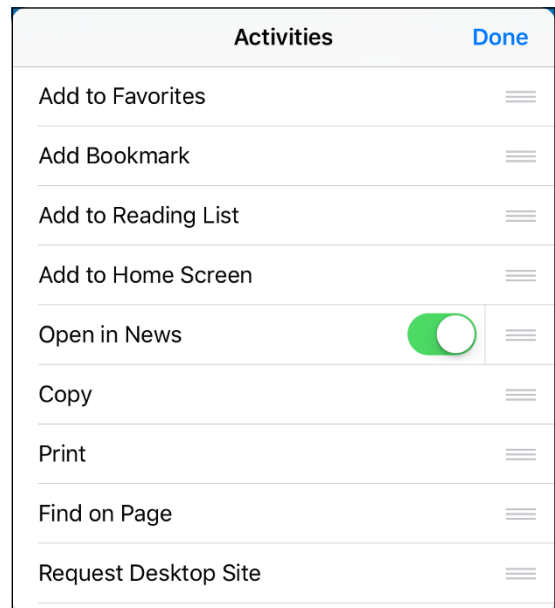 Activities Done
Add to Favorites
Add Bookmark
Add to Reading List
Add to Home Screen
Open in News
Copy
Print
Find on Page
Request Desktop Site